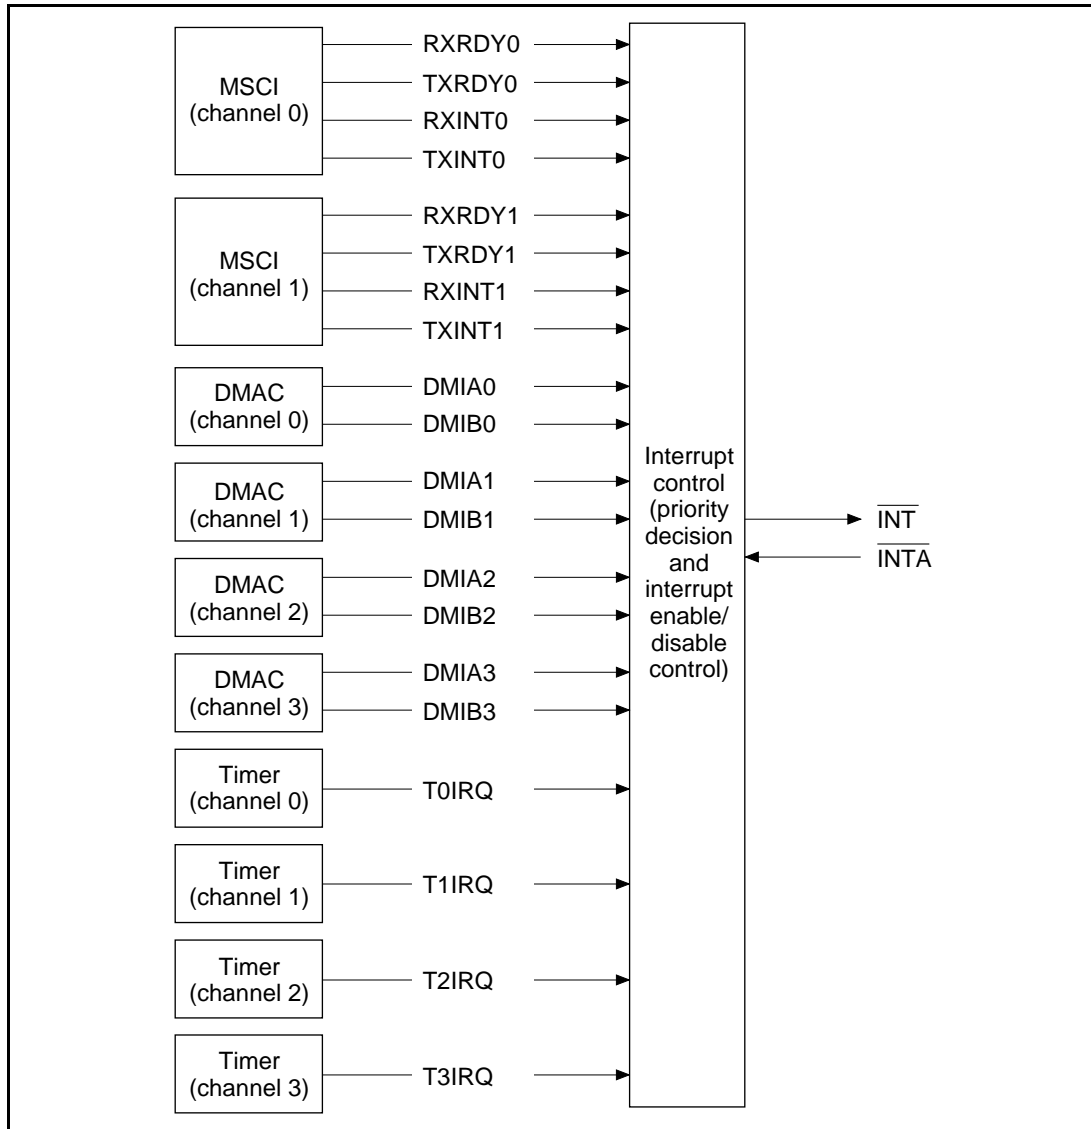 MSCI
(channel 0)
RXRDY0
TXRDY0
RXINT0
TXINT0
MSCI
(channel 1)
RXRDY1
TXRDY1
RXINT1
TXINT1
DMAC
(channel 0)
DMIA0
DMIB0
DMAC
(channel 1)
DMIA1
DMIB1
DMAC
(channel 2)
DMIA2
DMIB2
DMAC
(channel 3)
DMIA3
DMIB3
Timer
(channel 0)
T0IRQ
Timer
(channel 1)
T1IRQ
Timer
(channel 2)
T2IRQ
Timer
(channel 3)
T3IRQ
Interrupt
control
(priority
decision
and
interrupt
enable/
disable
control)
INT
INTA